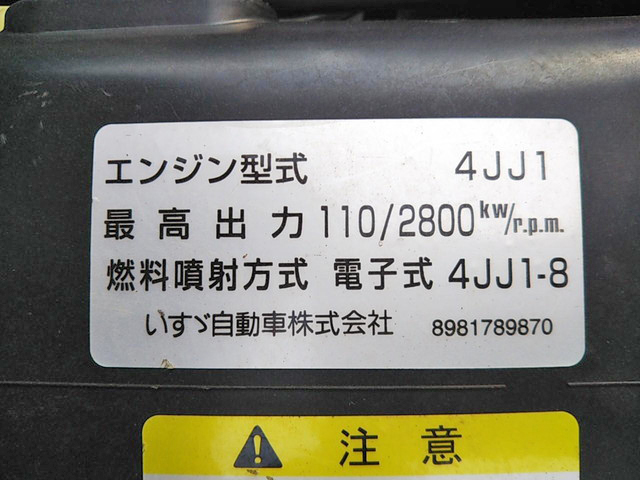 エンジン型式 4JJ1
最高出力 110/2800 kw/r.p.m.
燃料噴射方式 電子式 4JJ1-8
いすゞ自動車株式会社 8981789870
注意